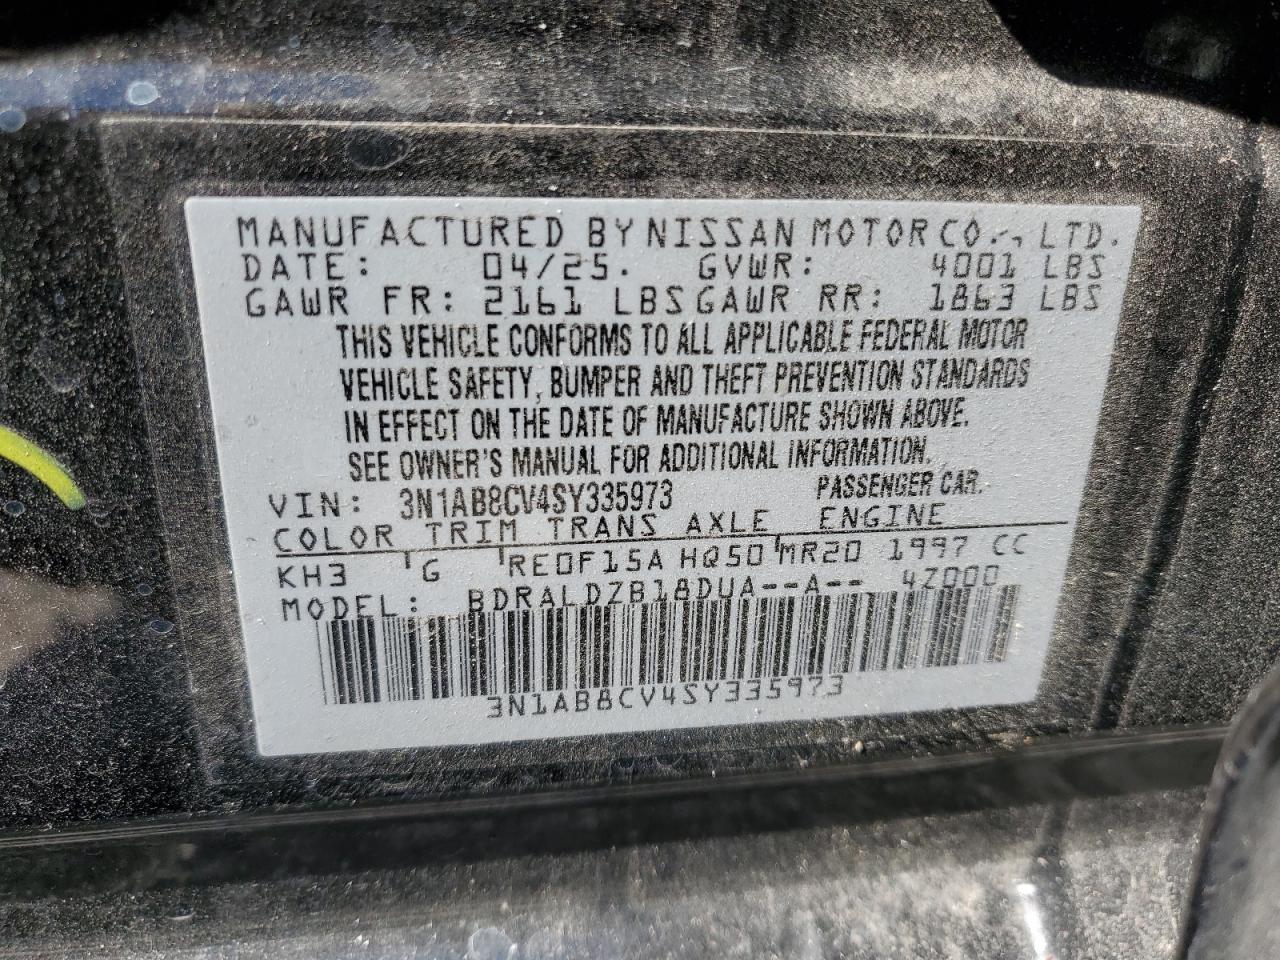 MANUFACTURED BY NISSAN MOTOR CO., LTD.
DATE: 04/25. GVWR: 4001 LBS
GAWR FR: 2161 LBS GAWR RR: 1863 LBS
THIS VEHICLE CONFORMS TO ALL APPLICABLE FEDERAL MOTOR
VEHICLE SAFETY, BUMPER AND THEFT PREVENTION STANDARDS
IN EFFECT ON THE DATE OF MANUFACTURE SHOWN ABOVE.
SEE OWNER'S MANUAL FOR ADDITIONAL INFORMATION.
VIN: 3N1AB8CV4SY335973 PASSENGER CAR.
COLOR TRIM TRANS AXLE ENGINE
KH3 G RE0F15A HQ50 MR20 1997 CC
MODEL: BDRALDZB18DUA--A-- 4Z000
3N1AB8CV4SY335973